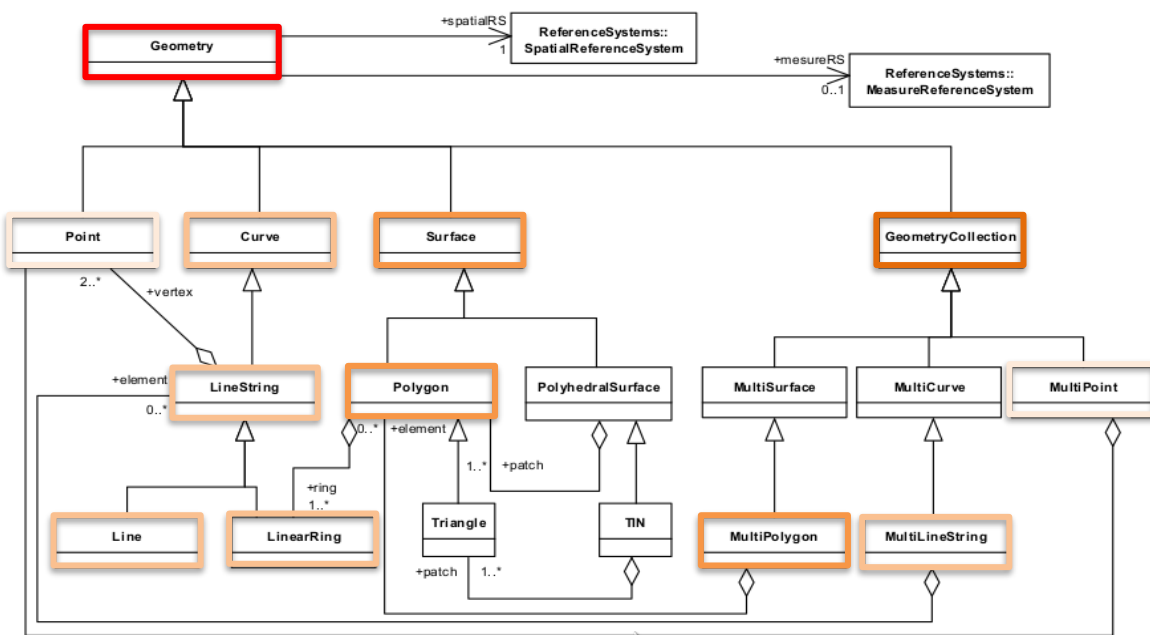 +spatialRS
ReferenceSystems::
SpatialReferenceSystem
1
Geometry
+mesureRS
ReferenceSystems::
MeasureReferenceSystem
0..1
Point
Curve
Surface
GeometryCollection
2..*
+vertex
+element
0..*
LineString
Polygon
PolyhedralSurface
MultiSurface
MultiCurve
MultiPoint
0..*
+element
1..*
+patch
+ring
1..*
Line
LinearRing
Triangle
TIN
MultiPolygon
MultiLineString
+patch
1..*